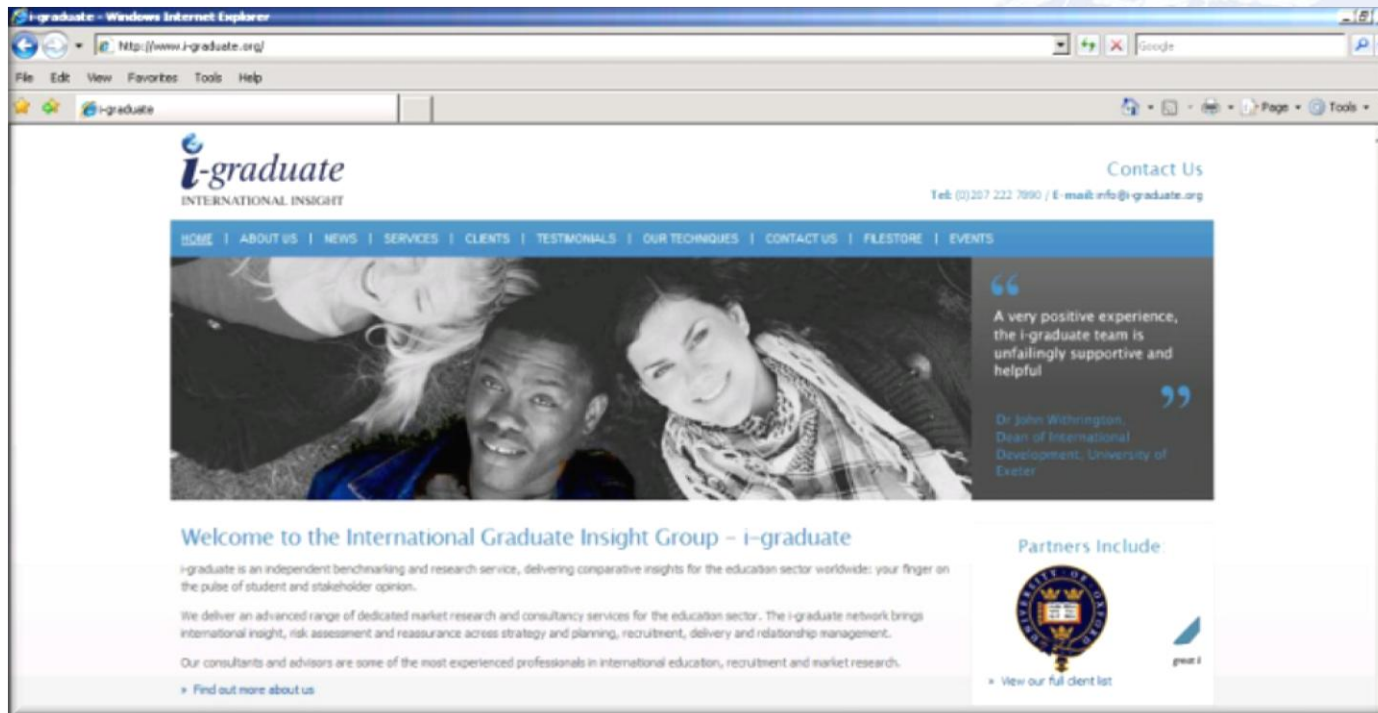 i-graduate - Windows Internet Explorer
http://www.i-graduate.org/
Google
File Edit View Favorites Tools Help
i-graduate
Page Tools
i-graduate
INTERNATIONAL INSIGHT
Contact Us
Tel: (0)207 222 7890 / E-mail: info@i-graduate.org
HOME | ABOUT US | NEWS | SERVICES | CLIENTS | TESTIMONIALS | OUR TECHNIQUES | CONTACT US | FILESTORE | EVENTS
“
A very positive experience,
the i-graduate team is
unfailingly supportive and
helpful
”
Dr John Withrington,
Dean of International
Development, University of
Exeter
Welcome to the International Graduate Insight Group – i-graduate
i-graduate is an independent benchmarking and research service, delivering comparative insights for the education sector worldwide: your finger on
the pulse of student and stakeholder opinion.
We deliver an advanced range of dedicated market research and consultancy services for the education sector. The i-graduate network brings
international insight, risk assessment and reassurance across strategy and planning, recruitment, delivery and relationship management.
Our consultants and advisors are some of the most experienced professionals in international education, recruitment and market research.
» Find out more about us
Partners Include:
UNIVERSITY OF OXFORD
» View our full client list